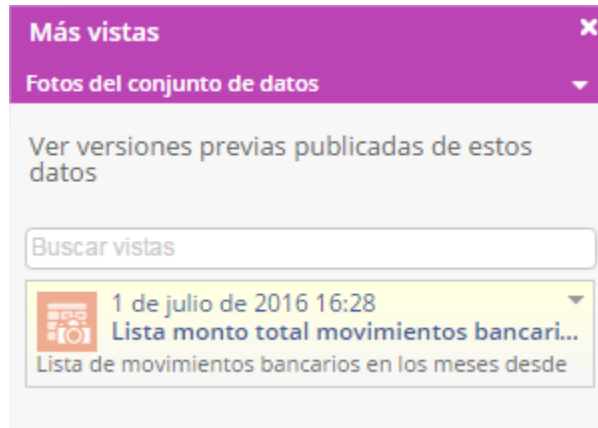 Más vistas
Fotos del conjunto de datos
Ver versiones previas publicadas de estos
datos
Buscar vistas
1 de julio de 2016 16:28
Lista monto total movimientos bancari...
Lista de movimientos bancarios en los meses desde